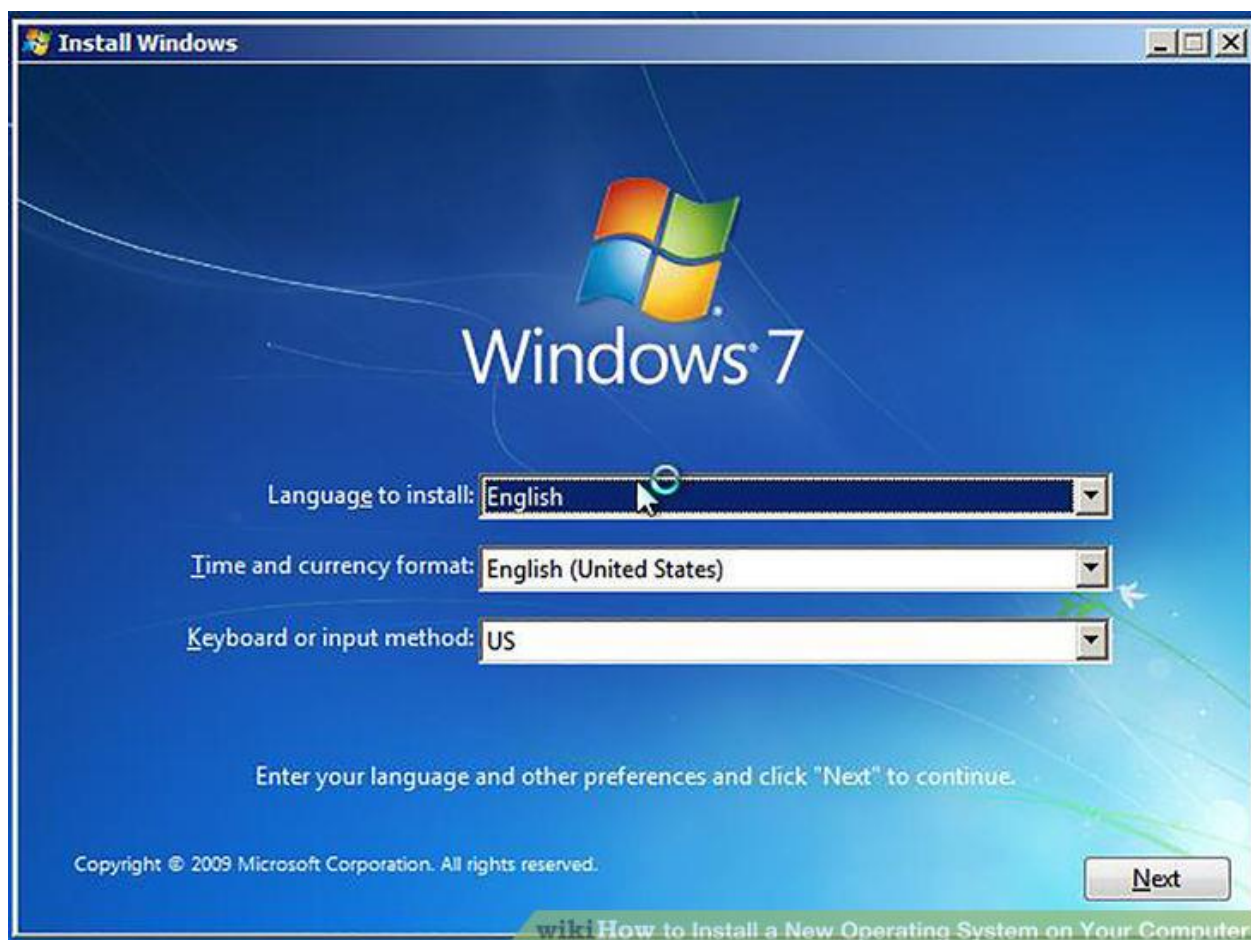 Install Windows
Windows® 7
Language to install: English
Time and currency format: English (United States)
Keyboard or input method: US
Enter your language and other preferences and click "Next" to continue.
Copyright © 2009 Microsoft Corporation. All rights reserved.
Next
wikiHow to Install a New Operating System on Your Computer